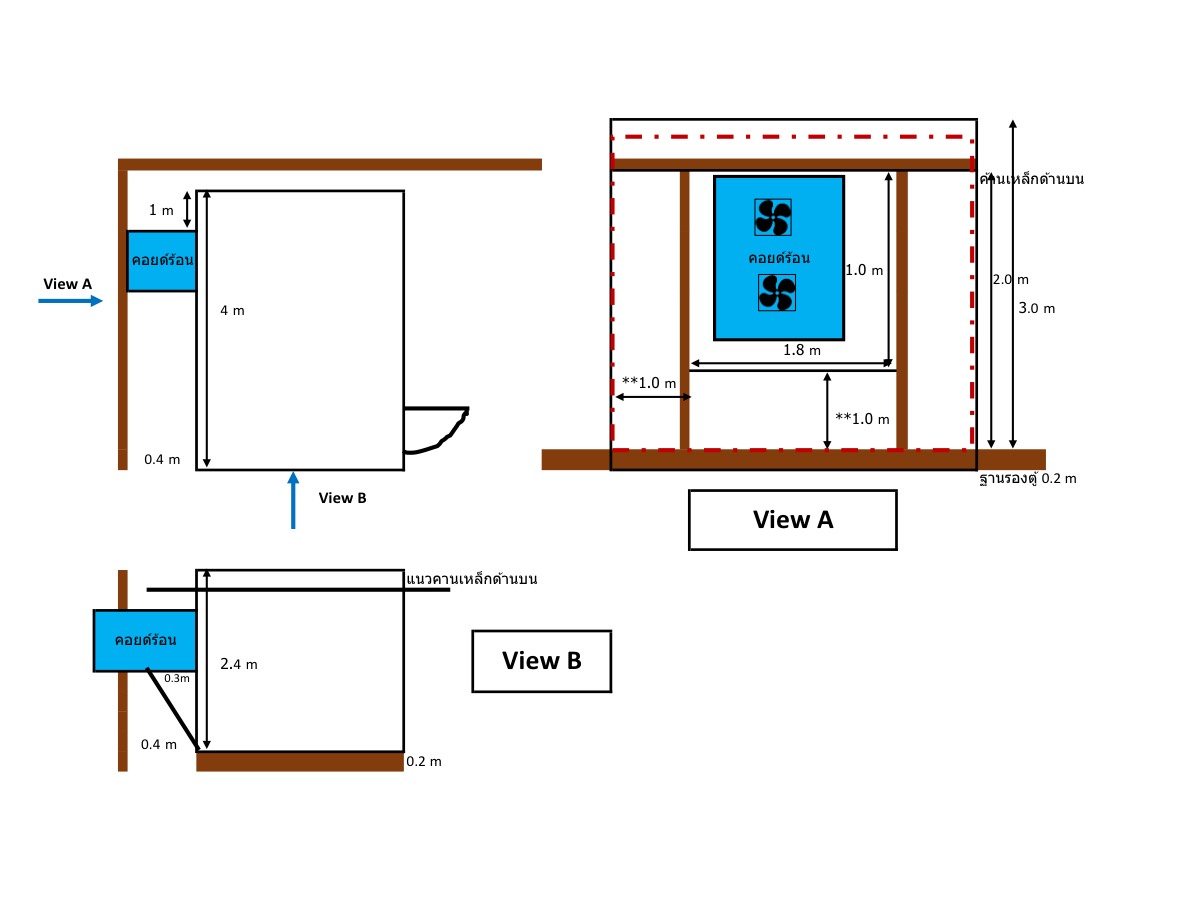 1 m
คอยด์ร้อน
View A
4 m
0.4 m
View B
คานเหล็กด้านบน
คอยด์ร้อน
1.0 m
2.0 m
3.0 m
1.8 m
**1.0 m
**1.0 m
ฐานรองตู้ 0.2 m
View A
แนวคานเหล็กด้านบน
คอยด์ร้อน
2.4 m
0.3m
0.4 m
0.2 m
View B